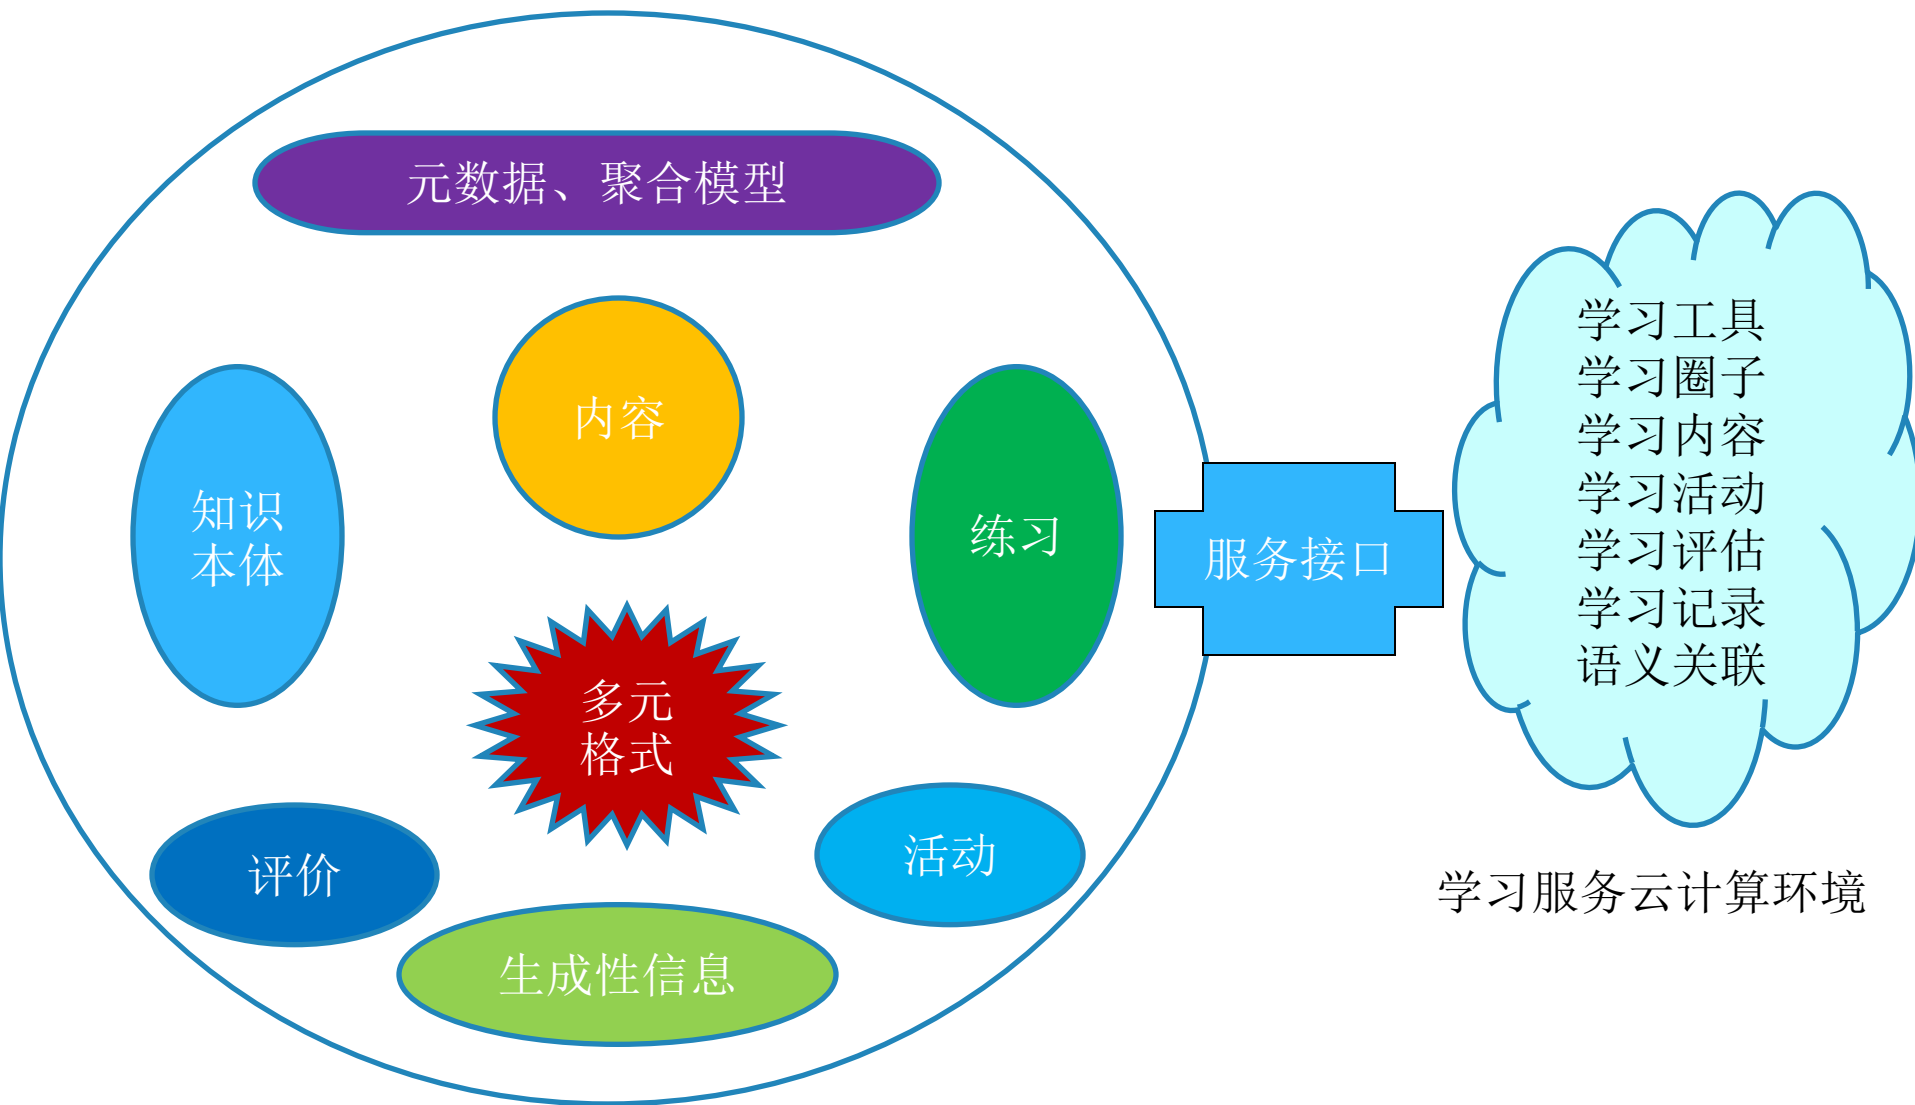 元数据、聚合模型
内容
知识
本体
练习
多元
格式
评价
活动
生成性信息
服务接口
学习工具
学习圈子
学习内容
学习活动
学习评估
学习记录
语义关联
学习服务云计算环境